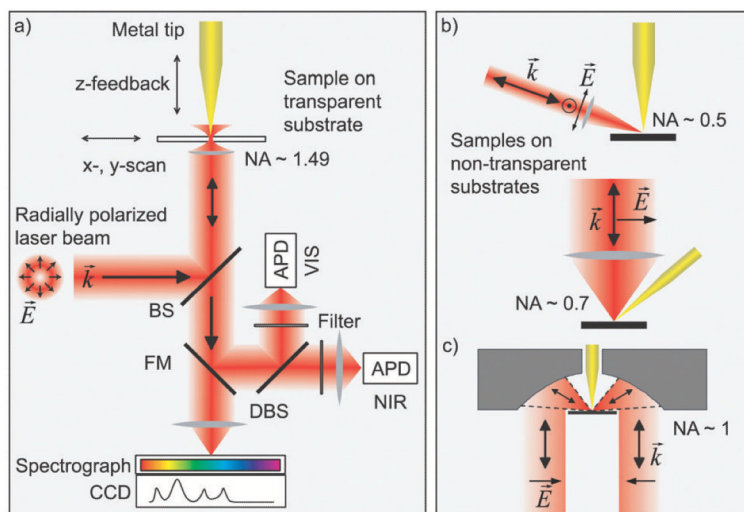 a)
Metal tip
z-feedback
Sample on
transparent
substrate
x-, y-scan
NA ~ 1.49
Radially polarized
laser beam
k⃗
E⃗
BS
APD
VIS
Filter
FM
DBS
APD
NIR
Spectrograph
CCD
b)
k⃗
E⃗
NA ~ 0.5
Samples on
non-transparent
substrates
k⃗
E⃗
NA ~ 0.7
c)
NA ~ 1
E⃗
k⃗